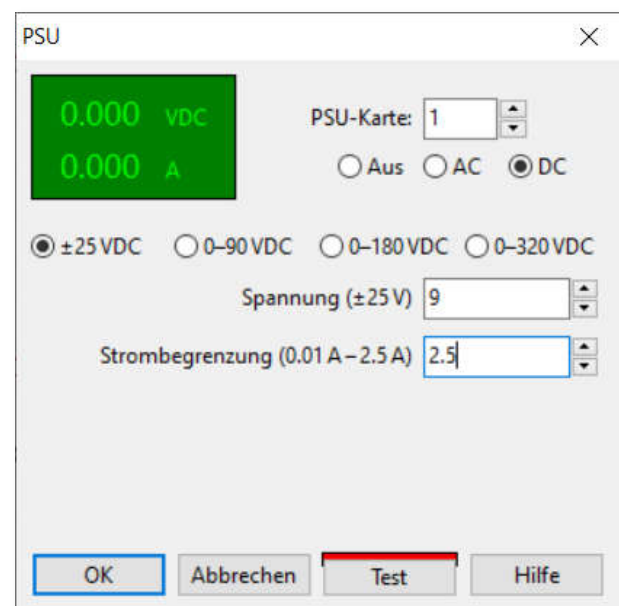 PSU
0.000 VDC
0.000 A
PSU-Karte: 1
Aus AC DC
±25 VDC 0–90 VDC 0–180 VDC 0–320 VDC
Spannung (±25 V) 9
Strombegrenzung (0.01 A – 2.5 A) 2.5
OK Abbrechen Test Hilfe